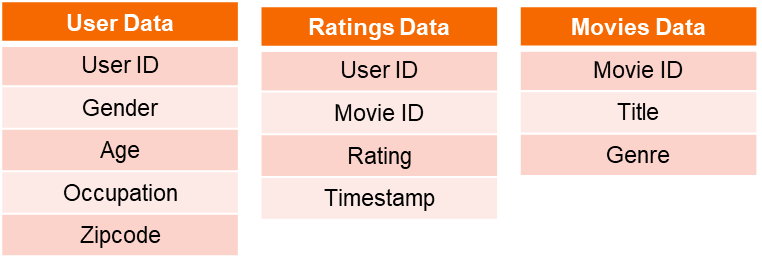 User Data
User ID
Gender
Age
Occupation
Zipcode
Ratings Data
User ID
Movie ID
Rating
Timestamp
Movies Data
Movie ID
Title
Genre